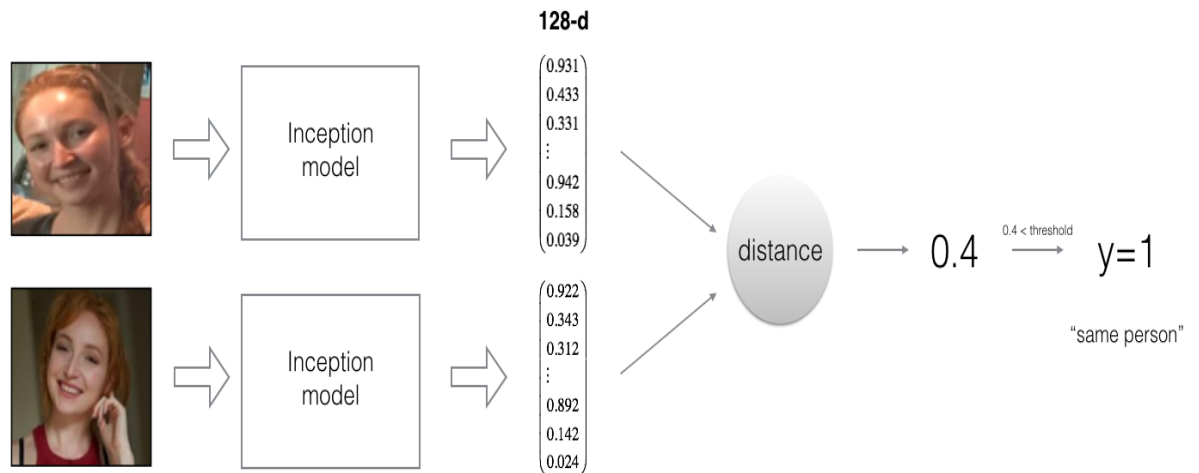 128-d
0.931
0.433
0.331
⋮
0.942
0.158
0.039
Inception
model
0.922
0.343
0.312
⋮
0.892
0.142
0.024
Inception
model
distance
0.4
0.4 < threshold
y=1
“same person”